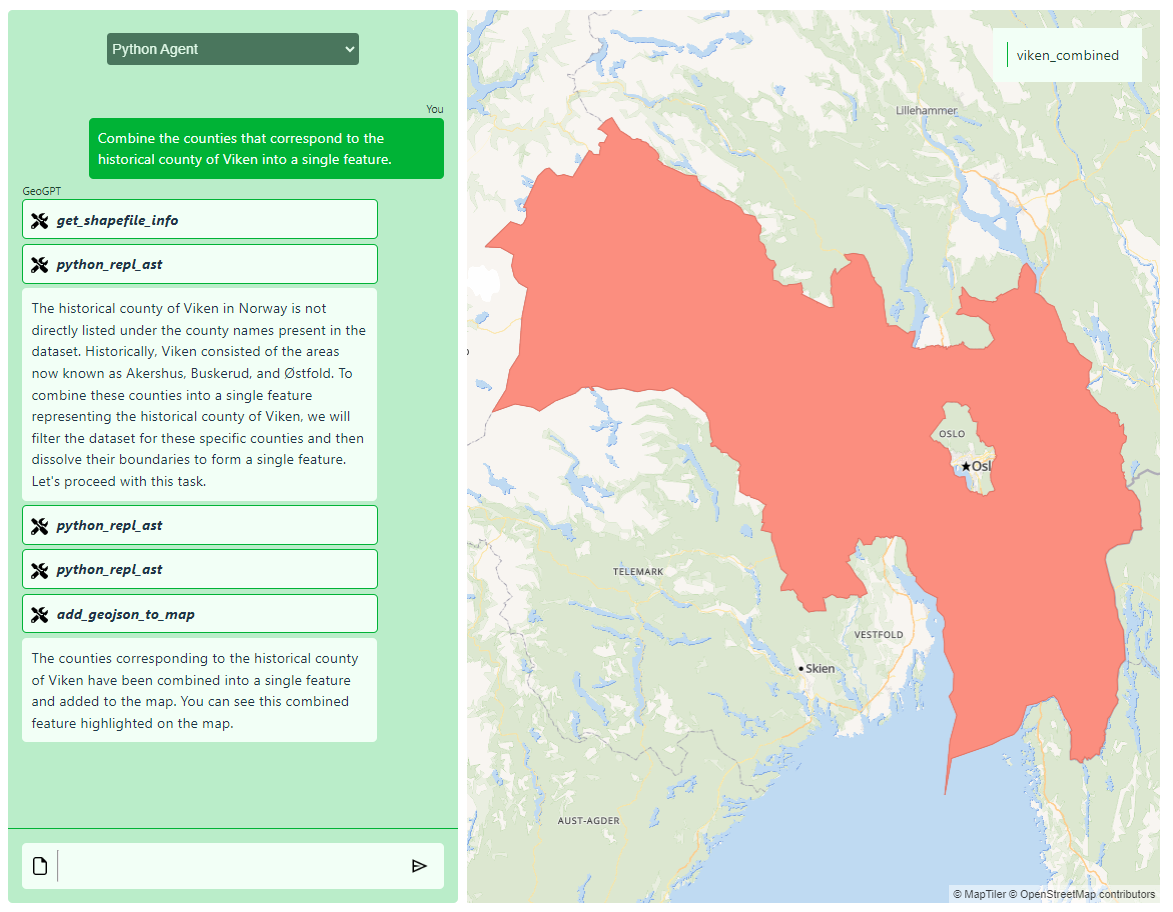 Python Agent
You
Combine the counties that correspond to the
historical county of Viken into a single feature.
GeoGPT
get_shapefile_info
python_repl_ast
The historical county of Viken in Norway is not
directly listed under the county names present in the
dataset. Historically, Viken consisted of the areas
now known as Akershus, Buskerud, and Østfold. To
combine these counties into a single feature
representing the historical county of Viken, we will
filter the dataset for these specific counties and then
dissolve their boundaries to form a single feature.
Let's proceed with this task.
python_repl_ast
python_repl_ast
add_geojson_to_map
The counties corresponding to the historical county
of Viken have been combined into a single feature
and added to the map. You can see this combined
feature highlighted on the map.
viken_combined
Lillehammer
OSLO
Osl
TELEMARK
VESTFOLD
Skien
AUST-AGDER
© MapTiler © OpenStreetMap contributors